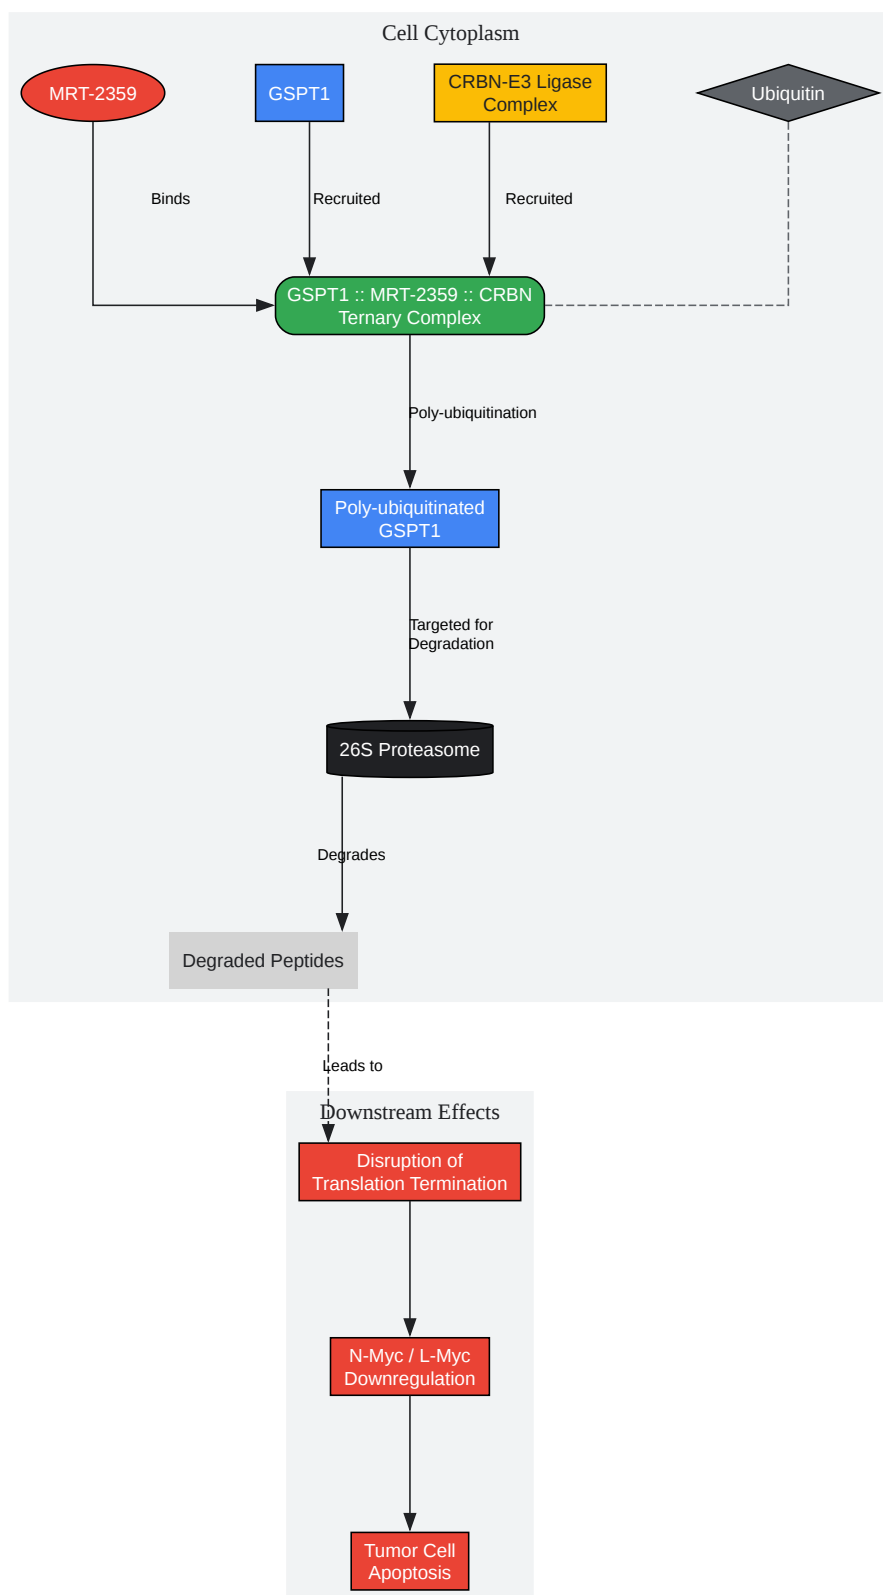 Cell Cytoplasm
MRT-2359
GSPT1
CRBN-E3 Ligase
Complex
Ubiquitin
Binds
Recruited
Recruited
GSPT1 :: MRT-2359 :: CRBN
Ternary Complex
Poly-ubiquitination
Poly-ubiquitinated
GSPT1
Targeted for
Degradation
26S Proteasome
Degrades
Degraded Peptides
Leads to
Downstream Effects
Disruption of
Translation Termination
N-Myc / L-Myc
Downregulation
Tumor Cell
Apoptosis